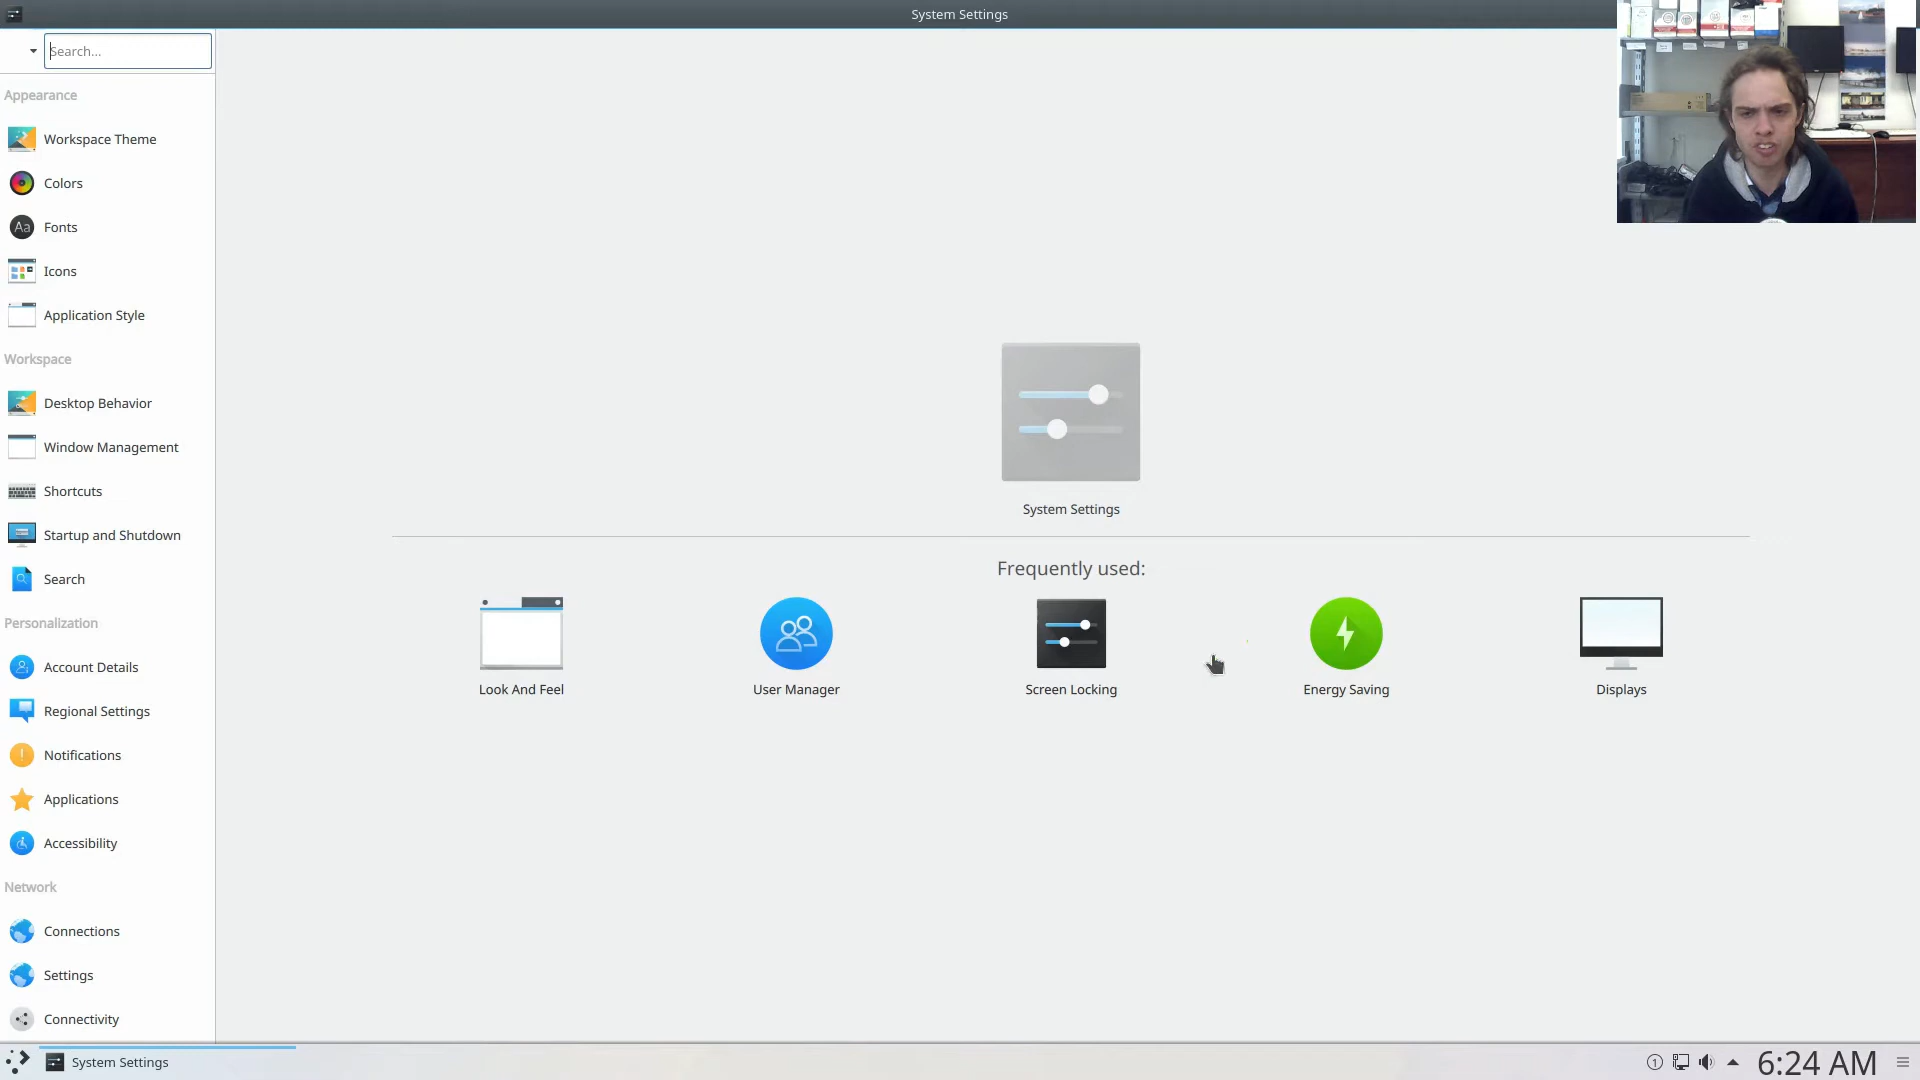 System Settings
Search...
Appearance
Workspace Theme
Colors
Aa Fonts
Icons
Application Style
Workspace
Desktop Behavior
Window Management
Shortcuts
Startup and Shutdown
Search
Personalization
Account Details
Regional Settings
Notifications
Applications
Accessibility
Network
Connections
Settings
Connectivity
System Settings
Frequently used:
Look And Feel
User Manager
Screen Locking
Energy Saving
Displays
System Settings
1
6:24 AM